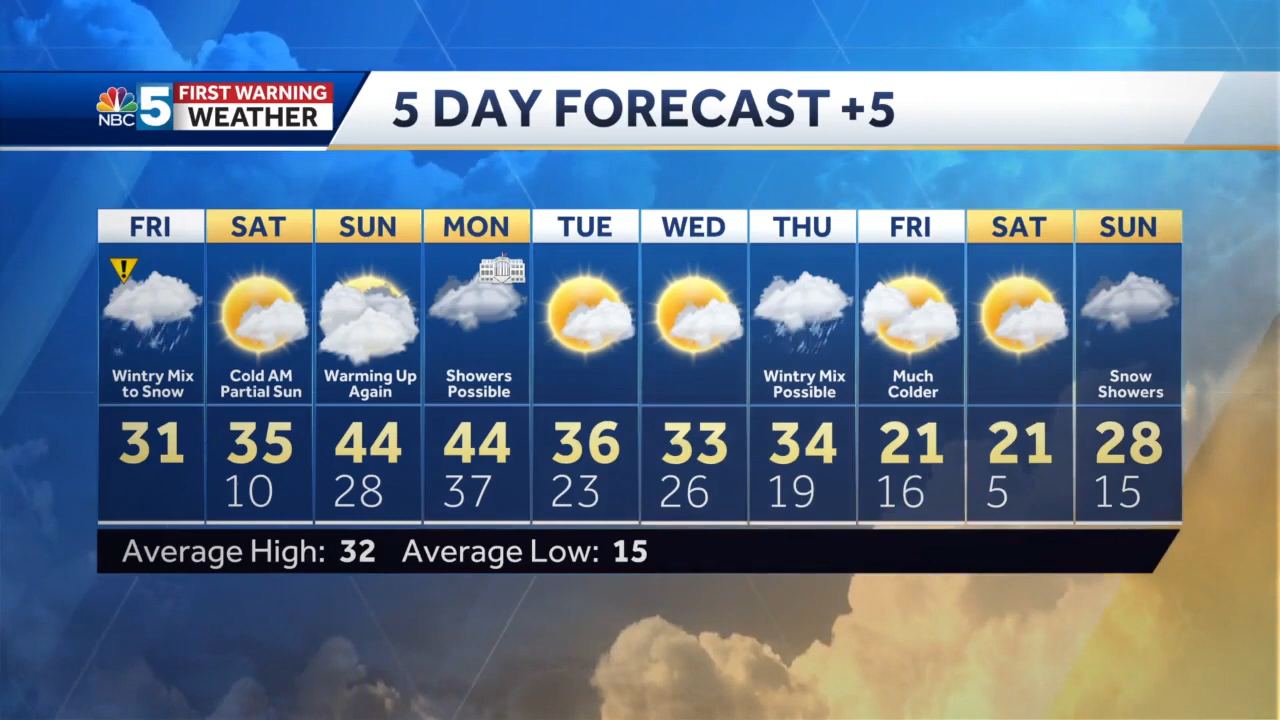 NBC 5 FIRST WARNING
WEATHER
5 DAY FORECAST +5
FRI SAT SUN MON TUE WED THU FRI SAT SUN
!
Wintry Mix Cold AM Warming Up Showers Wintry Mix Much Snow
to Snow Partial Sun Again Possible Possible Colder Showers
31 35 44 44 36 33 34 21 21 28
10 28 37 23 26 19 16 5 15
Average High: 32 Average Low: 15